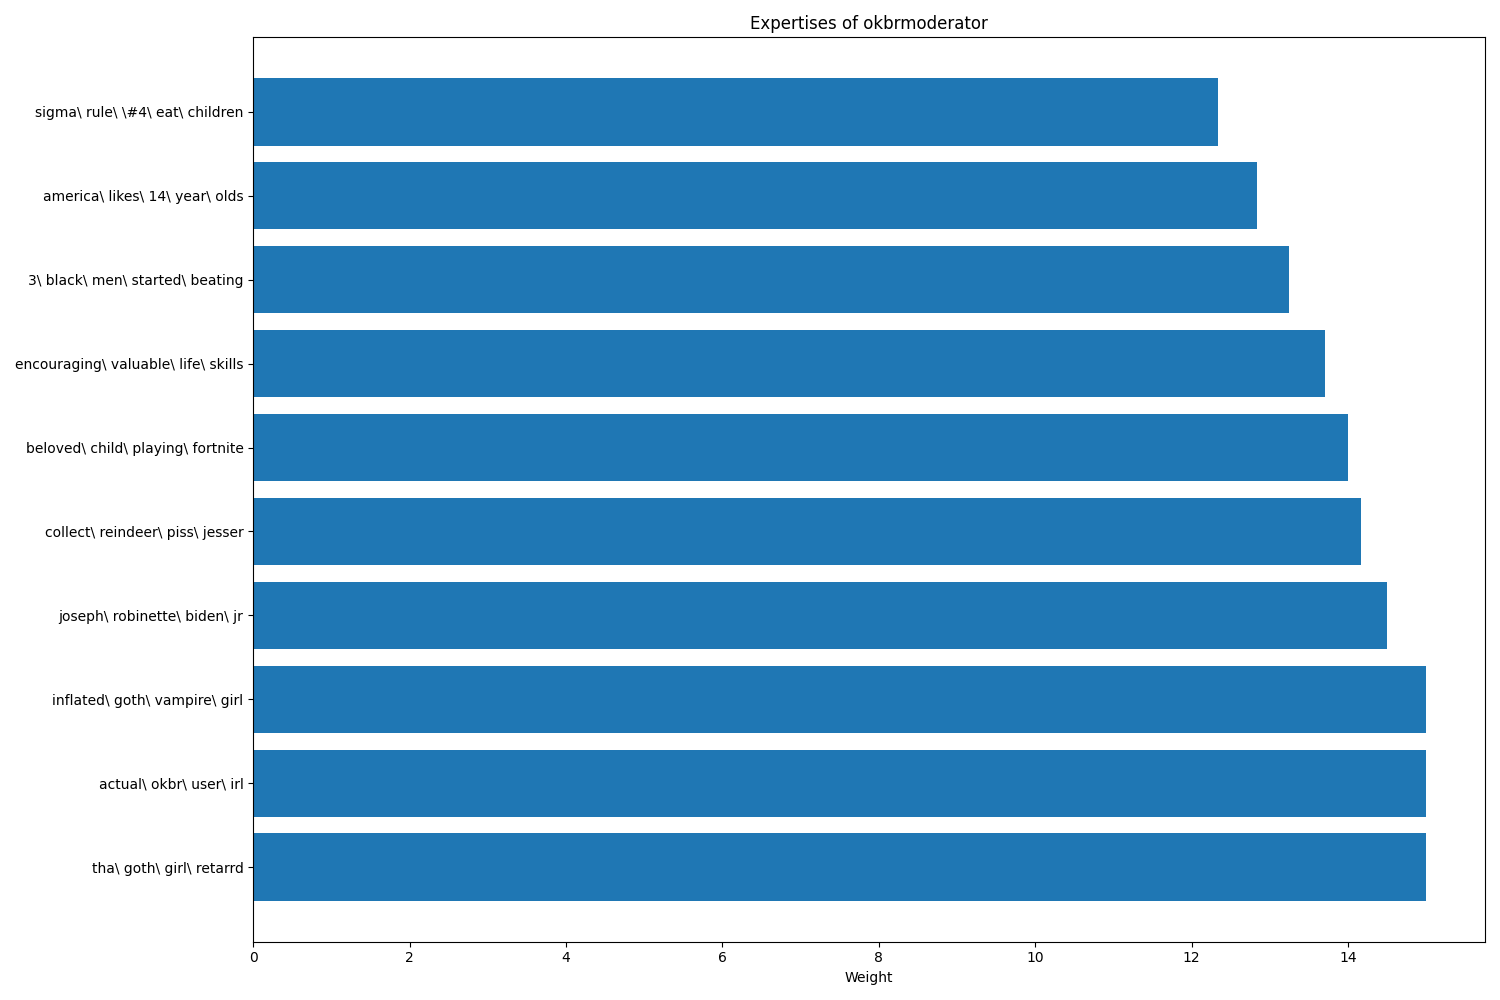 Expertises of okbrmoderator
sigma\ rule\ \#4\ eat\ children
america\ likes\ 14\ year\ olds
3\ black\ men\ started\ beating
encouraging\ valuable\ life\ skills
beloved\ child\ playing\ fortnite
collect\ reindeer\ piss\ jesser
joseph\ robinette\ biden\ jr
inflated\ goth\ vampire\ girl
actual\ okbr\ user\ irl
tha\ goth\ girl\ retarrd
0 2 4 6 8 10 12 14
Weight